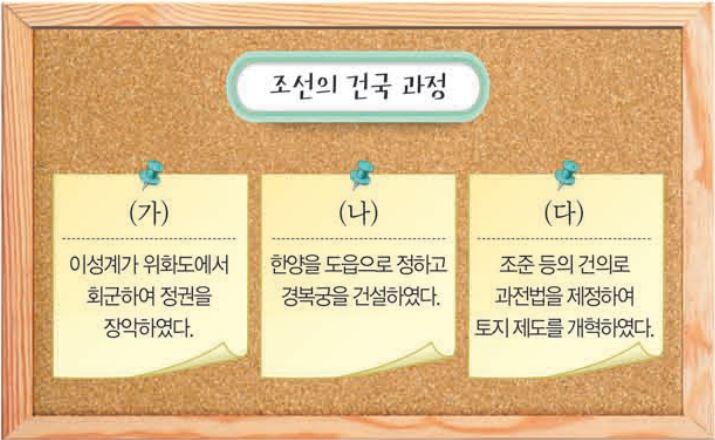 조선의 건국 과정
(가)
이성계가 위화도에서
회군하여 정권을
장악하였다.
(나)
한양을 도읍으로 정하고
경복궁을 건설하였다.
(다)
조준 등의 건의로
과전법을 제정하여
토지 제도를 개혁하였다.